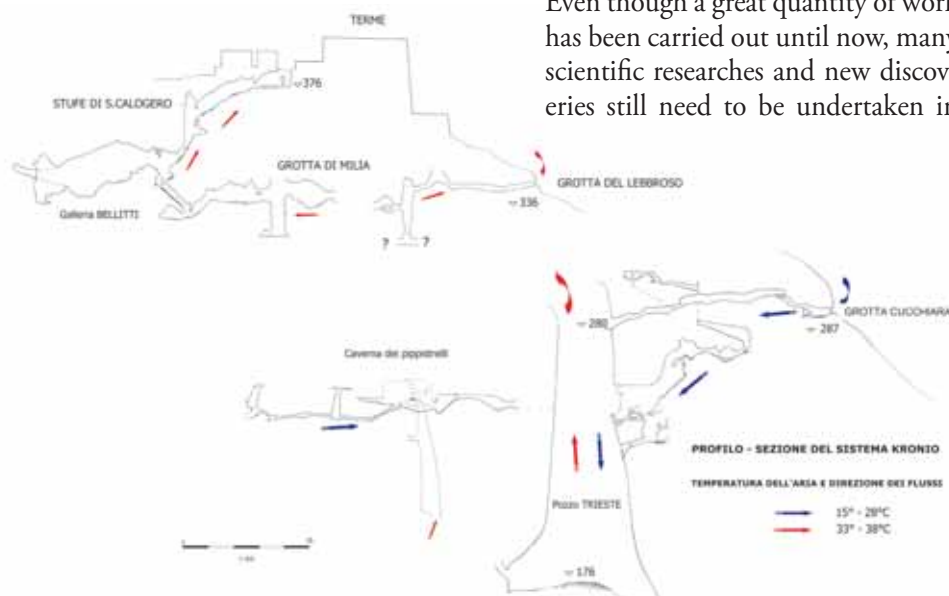 Even though a great quantity of work
has been carried out until now, many
scientific researches and new discov
eries still need to be undertaken in
TERME
376
STUFE DI S.CALOGERO
GROTTA DI MILIA
GROTTA DEL LEBBROSO
336
Galleria BELLITTI
? ?
280
GROTTA CUCCHIARA
287
Caverna dei pippistrelli
PROFILO - SEZIONE DEL SISTEMA KRONIO
TEMPERATURA DELL'ARIA E DIREZIONE DEI FLUSSI
15° - 28°C
33° - 38°C
Pozzo TRIESTE
176